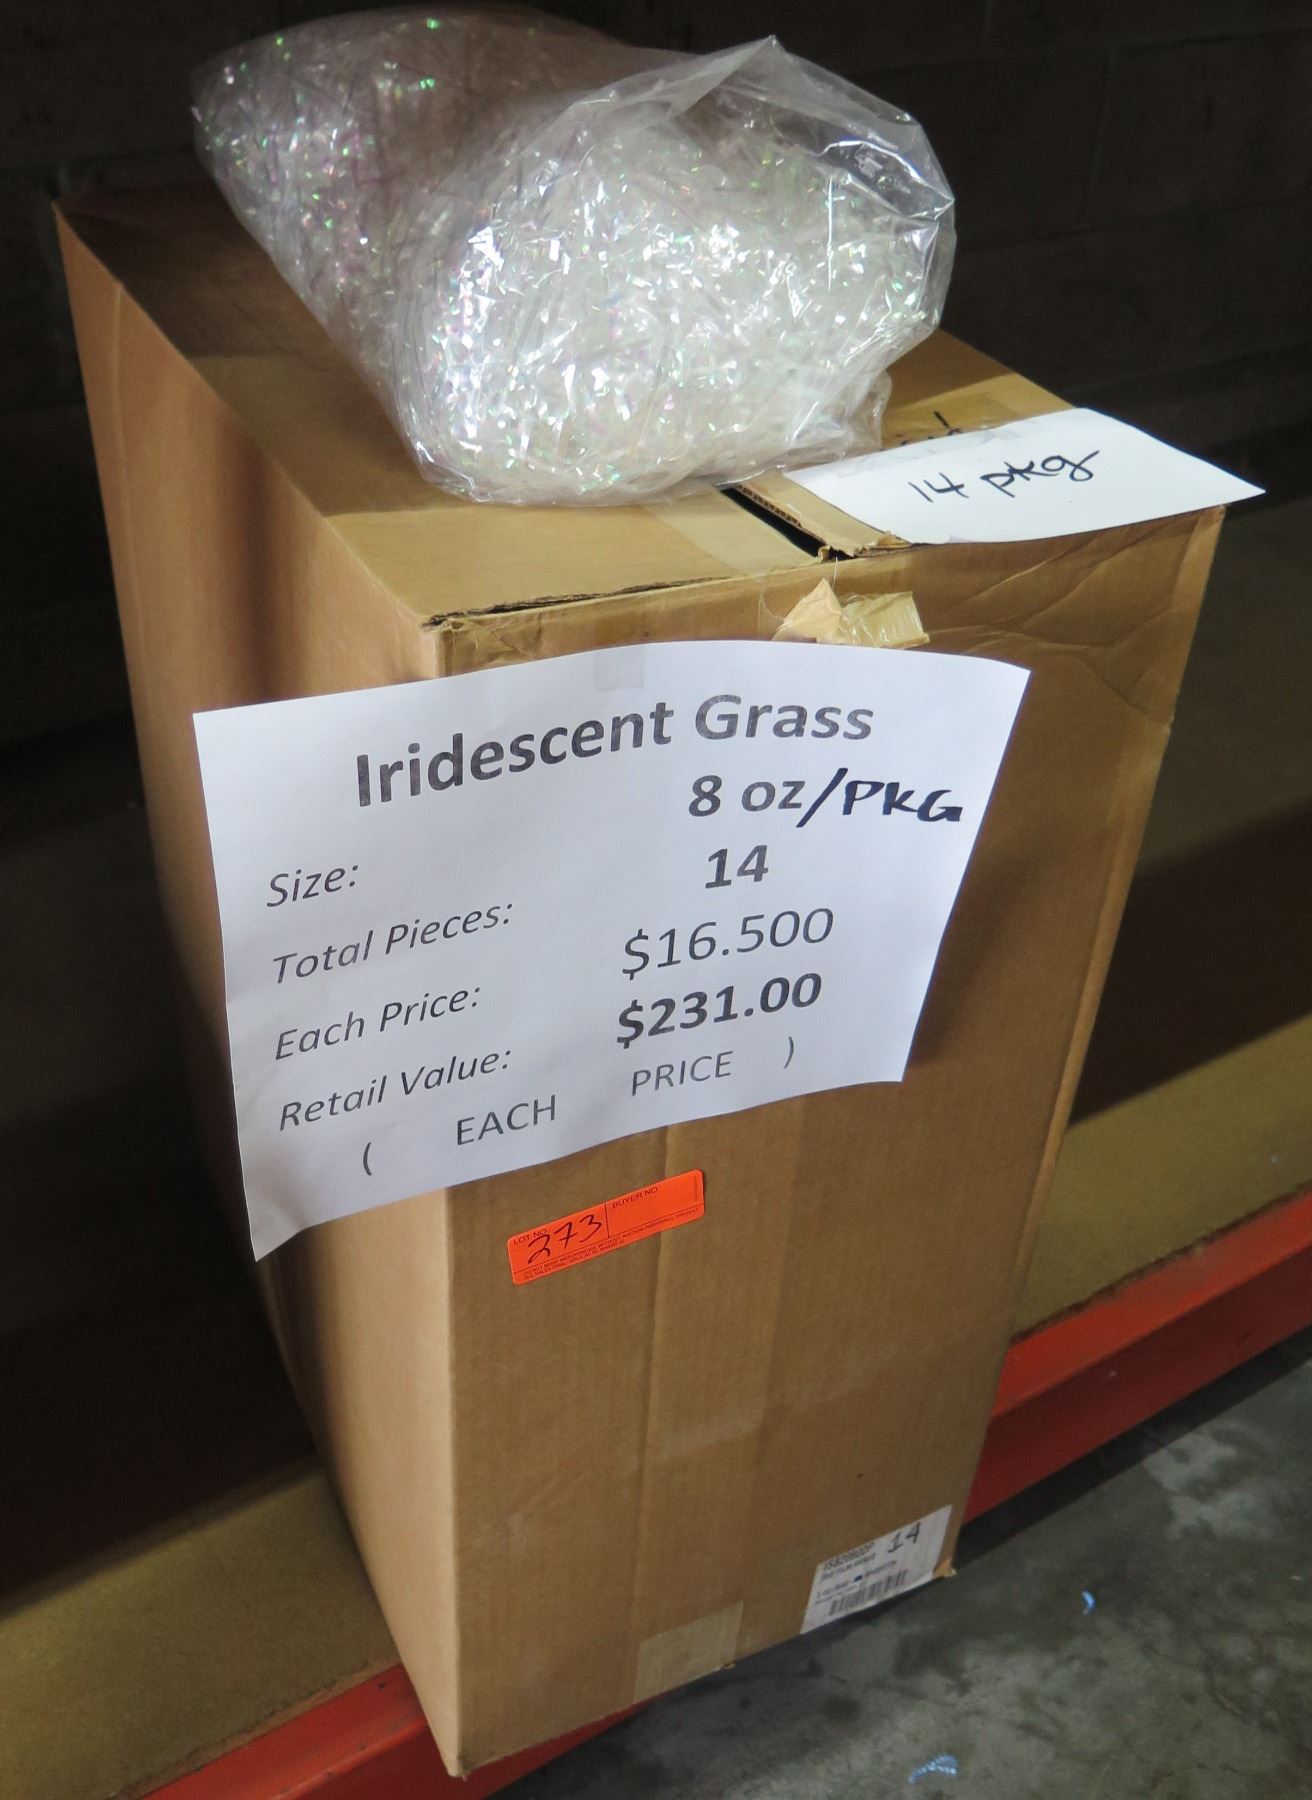 14 pkg
Iridescent Grass
Size: 8 oz/PKG
Total Pieces: 14
Each Price: $16.500
Retail Value: $231.00
( EACH PRICE )
LOT NO. 273 BUYER NO
14